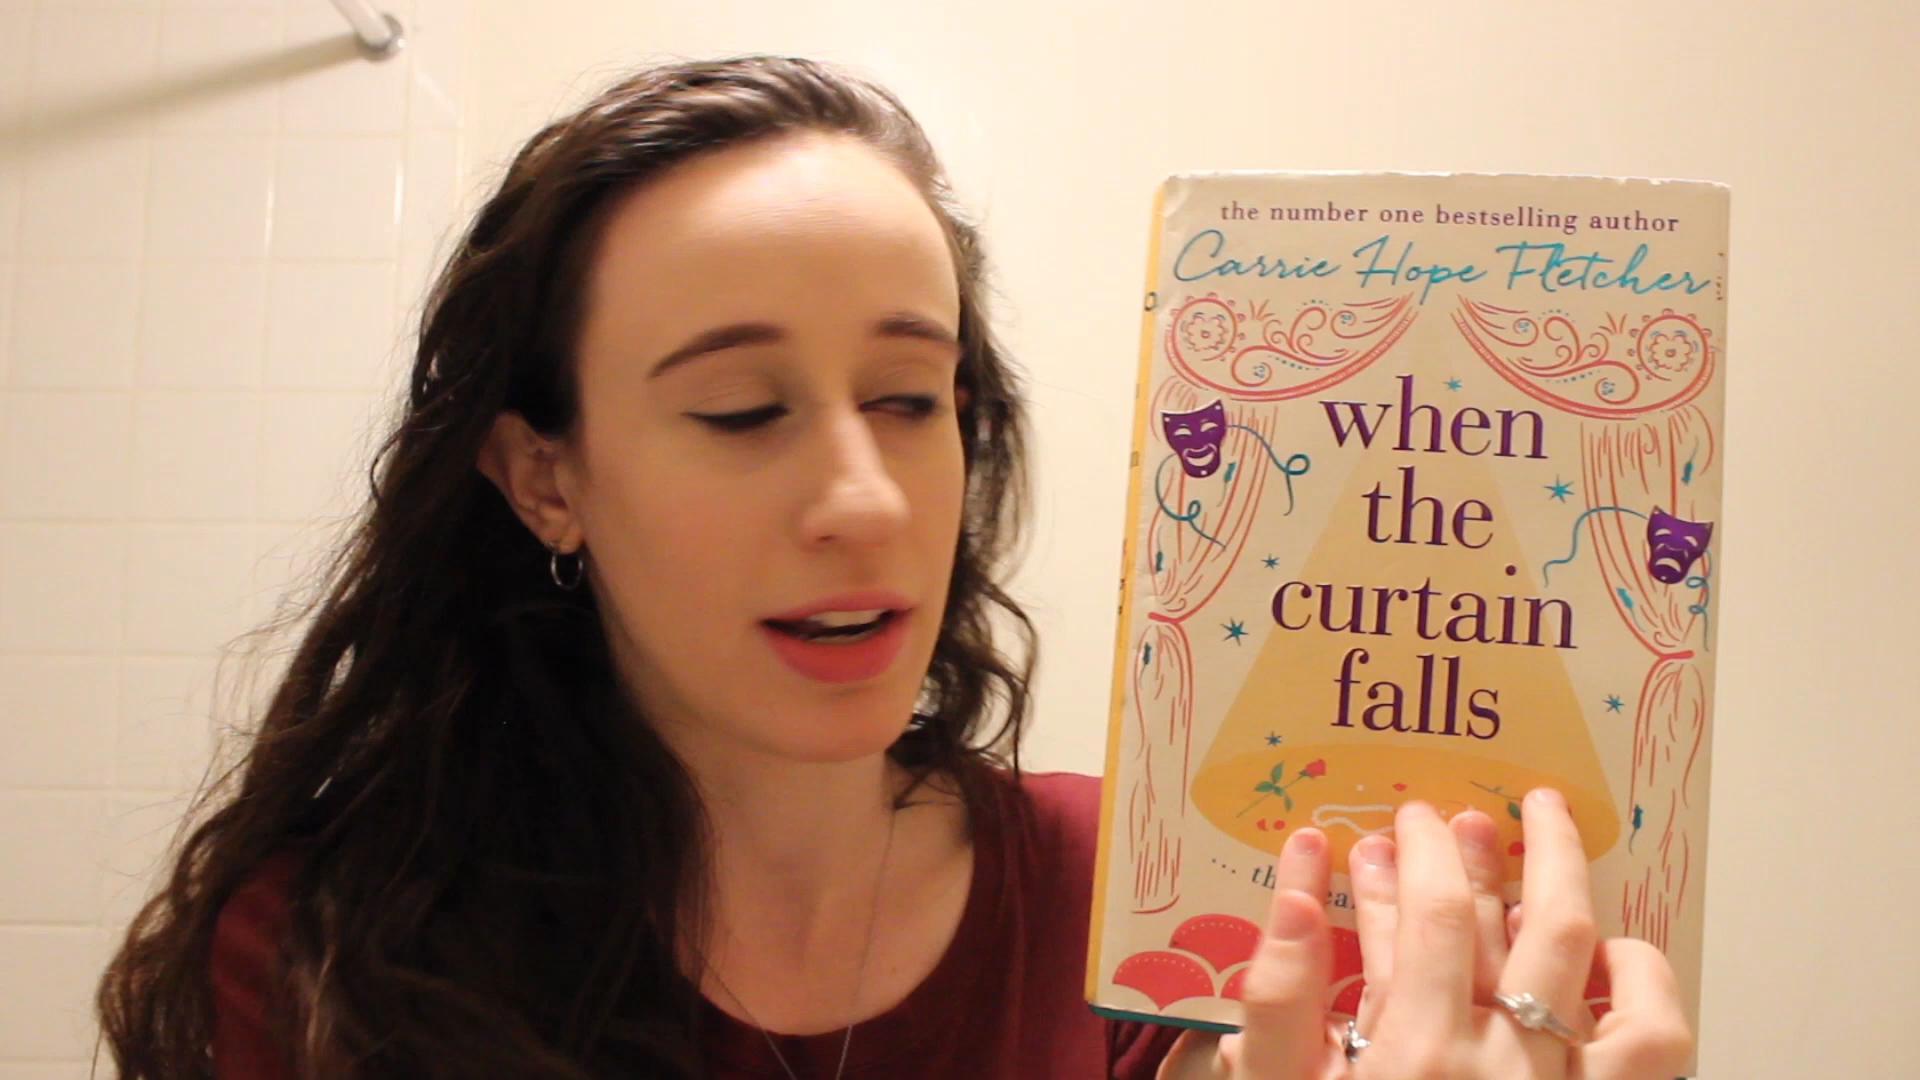 the number one bestselling author
Carrie Hope Fletcher
when
the
curtain
falls
...